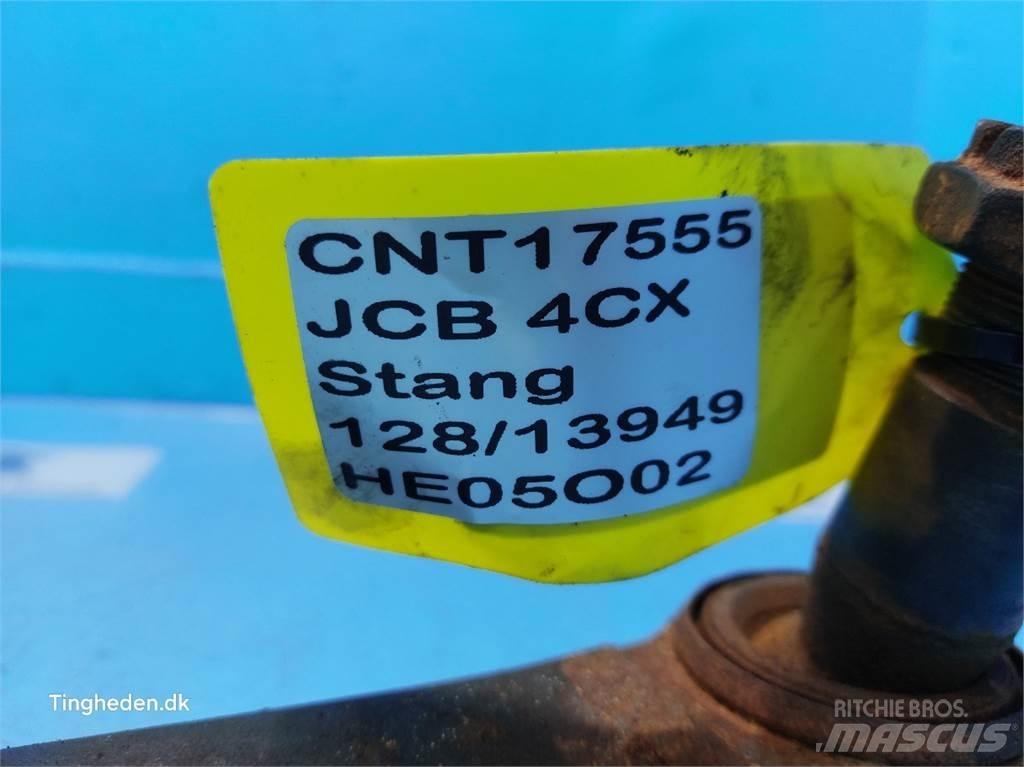 CNT17555
JCB 4CX
Stang
128/13949
HE05O02
Tingheden.dk
RITCHIE BROS.
MASCUS